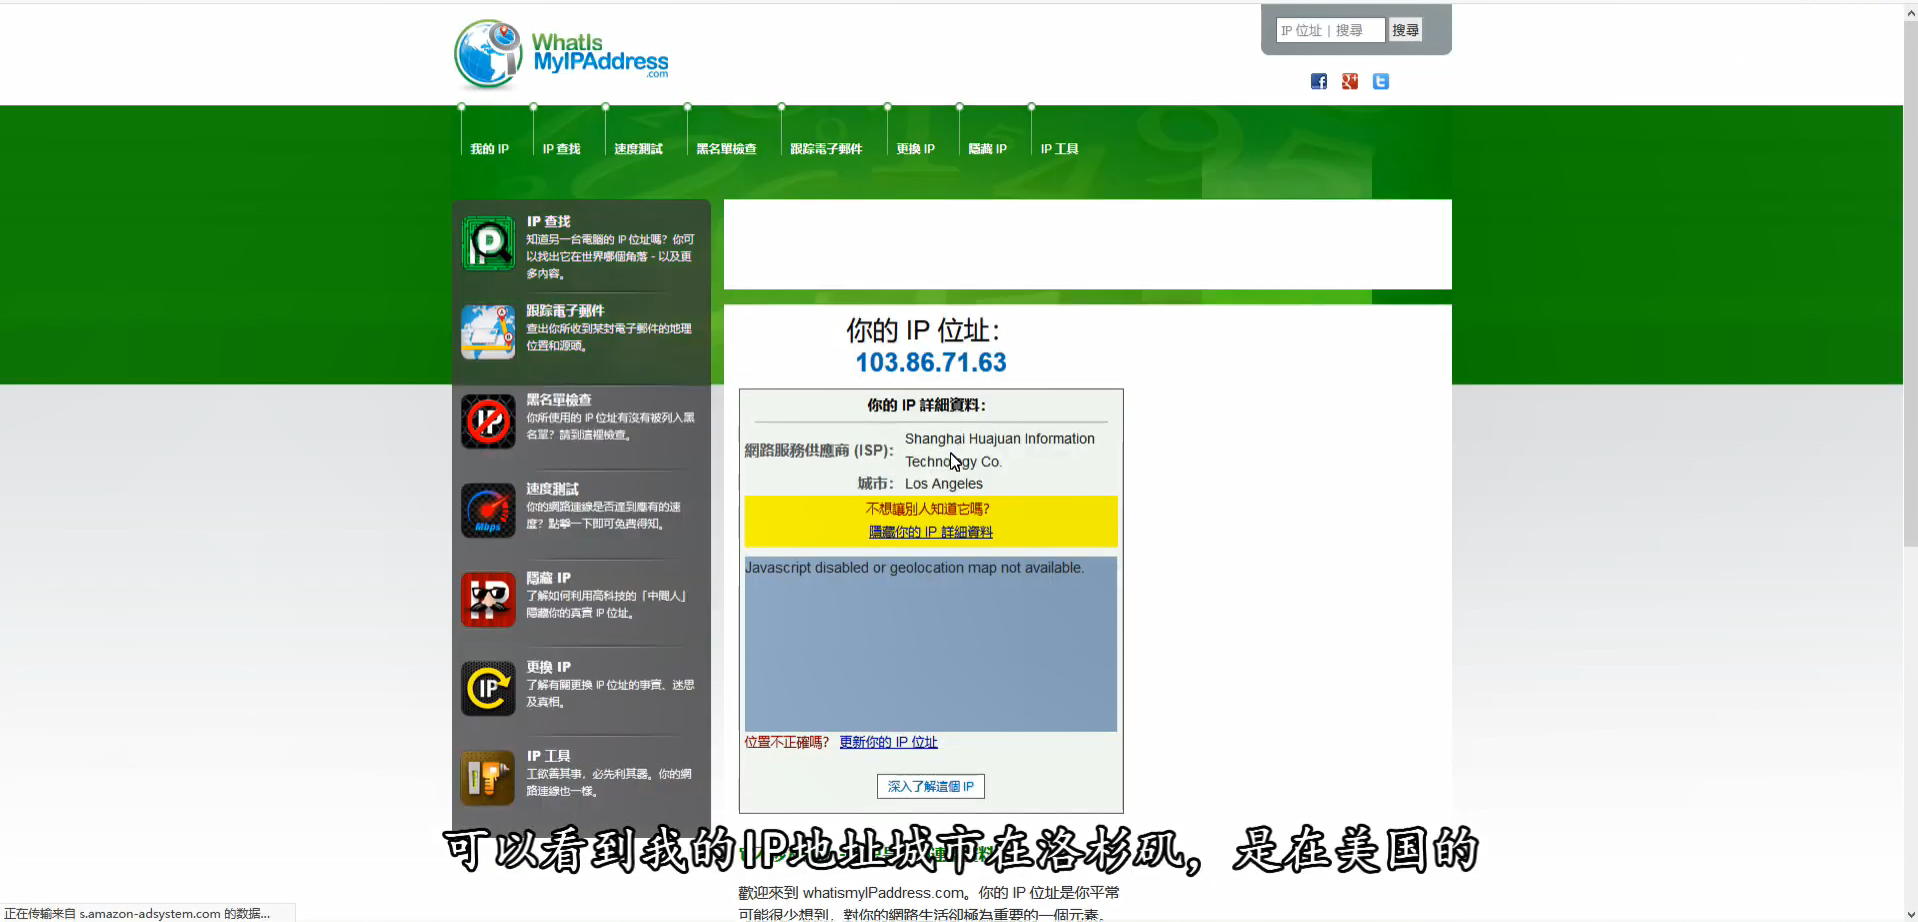 WhatIs
MyIPAddress
.com
IP 位址 | 搜尋
搜尋
我的 IP
IP 查找
速度測試
黑名單檢查
跟踪電子郵件
更換 IP
隱藏 IP
IP 工具
IP 查找
知道另一台電腦的 IP 位址嗎？你可
以找出它在世界哪個角落 - 以及更
多內容。
跟踪電子郵件
查出你所收到某封電子郵件的地理
位置和源頭。
黑名單檢查
你所使用的 IP 位址有沒有被列入黑
名單？請到這裡檢查。
速度測試
你的網路連線是否達到應有的速
度？點擊一下即可免費得知。
Mbps
隱藏 IP
了解如何利用高科技的「中間人」
隱藏你的真實 IP 位址。
更換 IP
了解有關更換 IP 位址的事實、迷思
及真相。
IP
IP 工具
工欲善其事，必先利其器。你的網
路連線也一樣。
你的 IP 位址：
103.86.71.63
你的 IP 詳細資料：
網路服務供應商 (ISP)：
Shanghai Huajuan Information
Technology Co.
城市：
Los Angeles
不想讓別人知道它嗎？
隱藏你的 IP 詳細資料
Javascript disabled or geolocation map not available.
位置不正確嗎？
更新你的 IP 位址
深入了解這個 IP
可以看到我的IP地址城市在洛杉矶，是在美国的
歡迎來到 whatismyIPaddress.com。你的 IP 位址是你平常
可能很少想到，對你的網路生活卻極為重要的一個元素。
正在传输来自 s.amazon-adsystem.com 的数据...